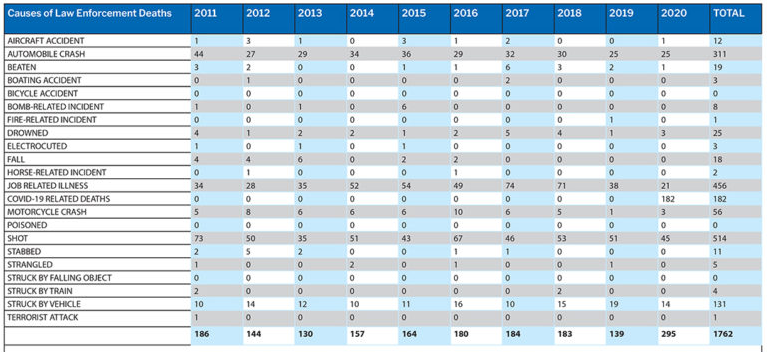 Causes of Law Enforcement Deaths 2011 2012 2013 2014 2015 2016 2017 2018 2019 2020 TOTAL
AIRCRAFT ACCIDENT 1 3 1 0 3 1 2 0 0 1 12
AUTOMOBILE CRASH 44 27 29 34 36 29 32 30 25 25 311
BEATEN 3 2 0 0 1 1 6 3 2 1 19
BOATING ACCIDENT 0 1 0 0 0 0 2 0 0 0 3
BICYCLE ACCIDENT 0 0 0 0 0 0 0 0 0 0 0
BOMB-RELATED INCIDENT 1 0 1 0 6 0 0 0 0 0 8
FIRE-RELATED INCIDENT 0 0 0 0 0 0 0 0 1 0 1
DROWNED 4 1 2 2 1 2 5 4 1 3 25
ELECTROCUTED 1 0 1 0 1 0 0 0 0 0 3
FALL 4 4 6 0 2 2 0 0 0 0 18
HORSE-RELATED INCIDENT 0 1 0 0 0 1 0 0 0 0 2
JOB RELATED ILLNESS 34 28 35 52 54 49 74 71 38 21 456
COVID-19 RELATED DEATHS 0 0 0 0 0 0 0 0 0 182 182
MOTORCYCLE CRASH 5 8 6 6 6 10 6 5 1 3 56
POISONED 0 0 0 0 0 0 0 0 0 0 0
SHOT 73 50 35 51 43 67 46 53 51 45 514
STABBED 2 5 2 0 0 1 1 0 0 0 11
STRANGLED 1 0 0 2 0 1 0 0 1 0 5
STRUCK BY FALLING OBJECT 0 0 0 0 0 0 0 0 0 0 0
STRUCK BY TRAIN 2 0 0 0 0 0 0 2 0 0 4
STRUCK BY VEHICLE 10 14 12 10 11 16 10 15 19 14 131
TERRORIST ATTACK 1 0 0 0 0 0 0 0 0 0 1
186 144 130 157 164 180 184 183 139 295 1762